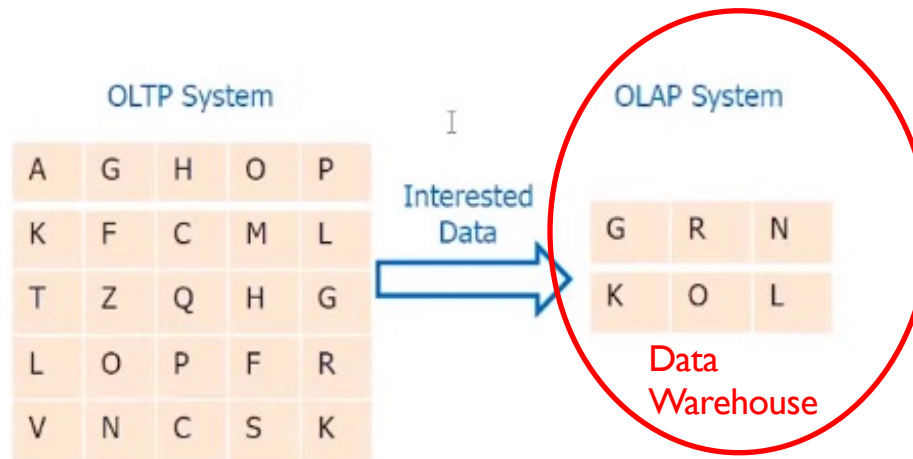 OLTP System
OLAP System
A G H O P
K F C M L
T Z Q H G
L O P F R
V N C S K
Interested
Data
G R N
K O L
Data
Warehouse